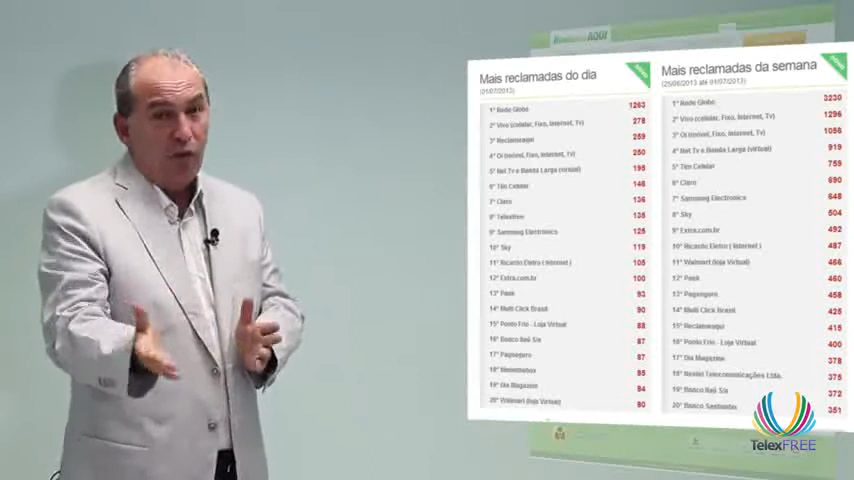 AQUI
Mais reclamadas do dia
(01/07/2013)
1º Rede Globo 1263
2º Vivo (celular, Fixo, Internet, Tv) 278
3º Reclameaqui 259
4º Oi (móvel, Fixo, Internet, Tv) 250
5º Net Tv e Banda Larga (virtual) 195
6º Tim Celular 146
7º Claro 136
8º Telexfree 135
9º Samsung Electronics 125
10º Sky 119
11º Ricardo Eletro ( Internet ) 105
12º Extra.com.br 100
13º Pank 93
14º Multi Click Brasil 90
15º Ponto Frio - Loja Virtual 88
16º Banco Itaú S/a 87
17º Pagseguro 87
18º 85
19º Dia Magazine 84
20º Walmart (loja Virtual) 80
Mais reclamadas da semana
(25/06/2013 até 01/07/2013)
1º Rede Globo 3230
2º Vivo (celular, Fixo, Internet, Tv) 1296
3º Oi (móvel, Fixo, Internet, Tv) 1056
4º Net Tv e Banda Larga (virtual) 919
5º Tim Celular 759
6º Claro 690
7º Samsung Electronics 648
8º Sky 504
9º Extra.com.br 492
10º Ricardo Eletro ( Internet ) 487
11º Walmart (loja Virtual) 466
12º Pank 460
13º Pagseguro 458
14º Multi Click Brasil 425
15º Reclameaqui 415
16º Ponto Frio - Loja Virtual 400
17º Dia Magazine 378
18º Nextel Telecomunicações Ltda. 375
19º Banco Itaú S/a 372
20º Banco Santander 351
TelexFREE